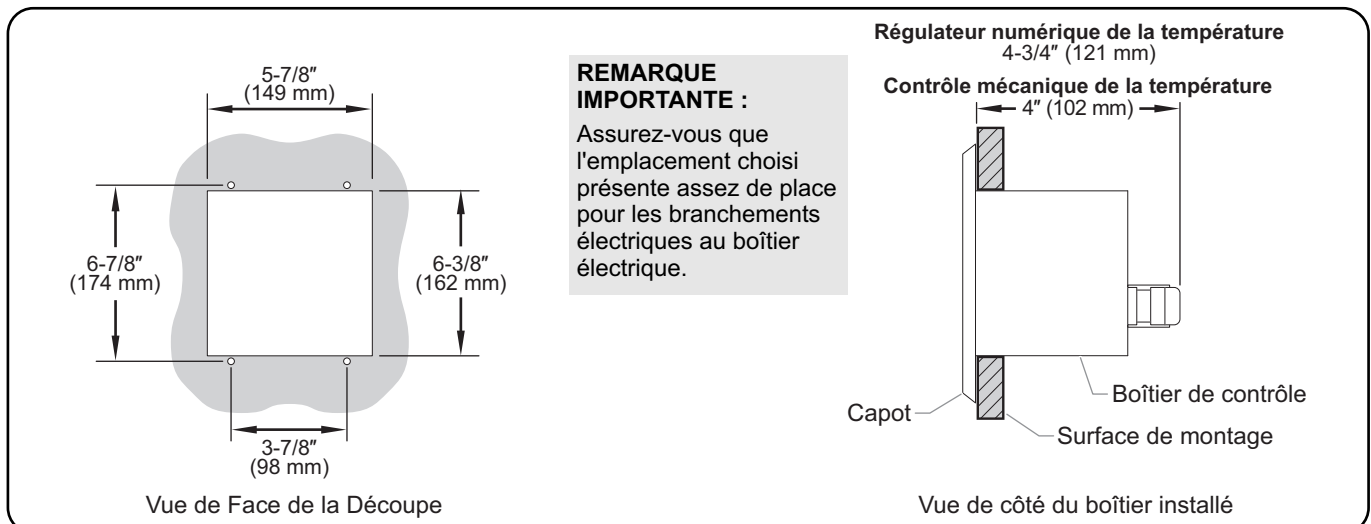 5-7/8"
(149 mm)
6-7/8"
(174 mm)
6-3/8"
(162 mm)
3-7/8"
(98 mm)
Vue de Face de la Découpe
REMARQUE
IMPORTANTE :
Assurez-vous que
l'emplacement choisi
présente assez de place
pour les branchements
électriques au boîtier
électrique.
Régulateur numérique de la température
4-3/4" (121 mm)
Contrôle mécanique de la température
4" (102 mm)
Capot
Boîtier de contrôle
Surface de montage
Vue de côté du boîtier installé